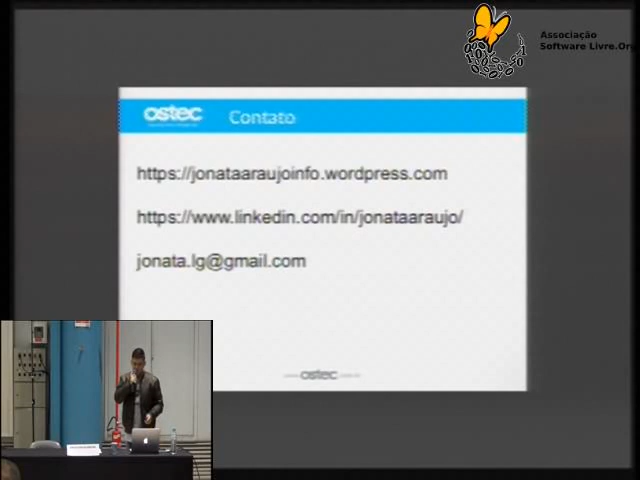 Associação
Software Livre.Org
ostec
Contato
https://jonataaraujoinfo.wordpress.com
https://www.linkedin.com/in/jonataaraujo/
jonata.lg@gmail.com
ostec